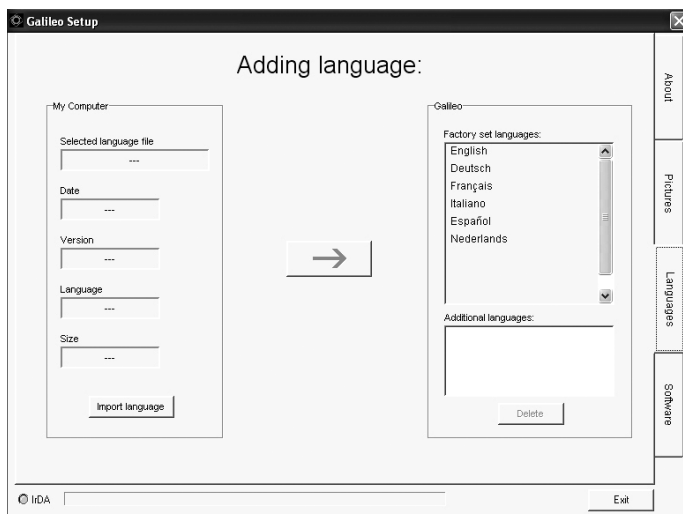 Galileo Setup
Adding language:
My Computer
Selected language file
---
Date
---
Version
---
Language
---
Size
---
Import language
Galileo
Factory set languages:
English
Deutsch
Français
Italiano
Español
Nederlands
Additional languages:
Delete
About
Pictures
Languages
Software
IrDA
Exit